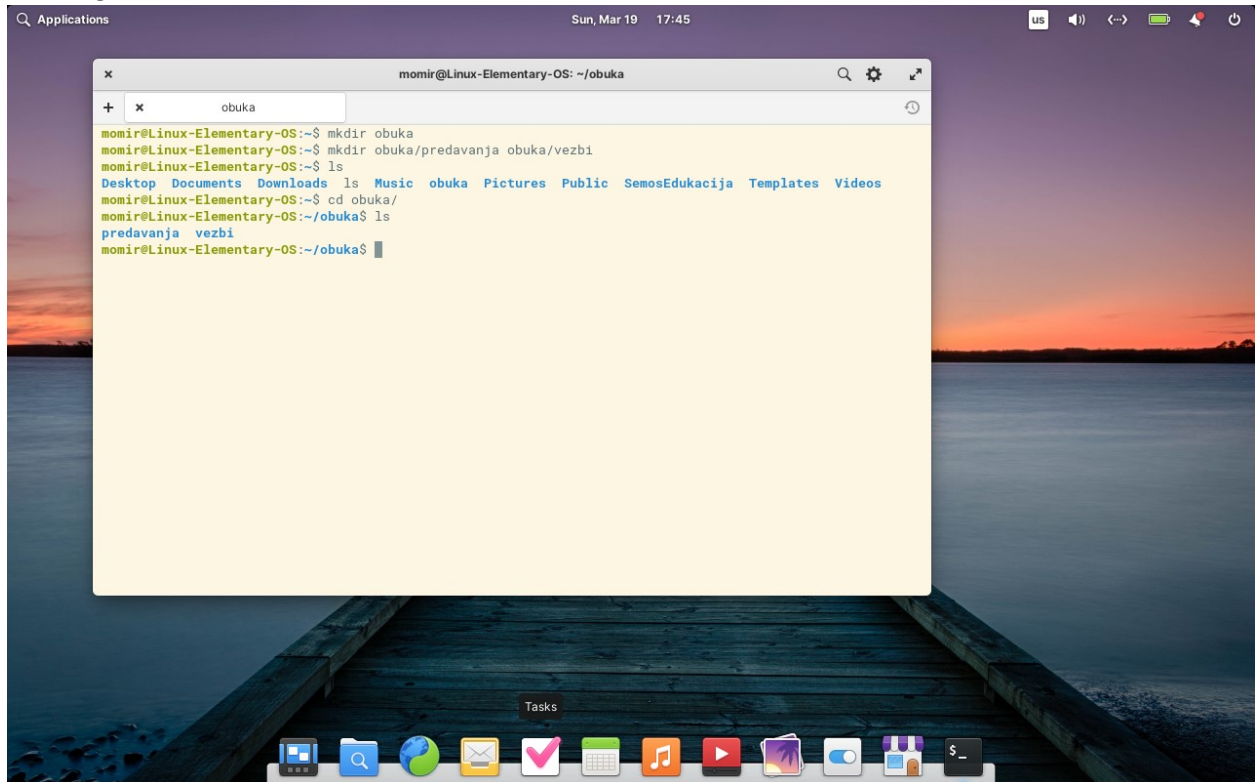 Applications
Sun, Mar 19 17:45
us
momir@Linux-Elementary-OS: ~/obuka
obuka
momir@Linux-Elementary-OS:~$ mkdir obuka
momir@Linux-Elementary-OS:~$ mkdir obuka/predavanja obuka/vezbi
momir@Linux-Elementary-OS:~$ ls
Desktop Documents Downloads ls Music obuka Pictures Public SemosEdukacija Templates Videos
momir@Linux-Elementary-OS:~$ cd obuka/
momir@Linux-Elementary-OS:~/obuka$ ls
predavanja vezbi
momir@Linux-Elementary-OS:~/obuka$
Tasks
$_